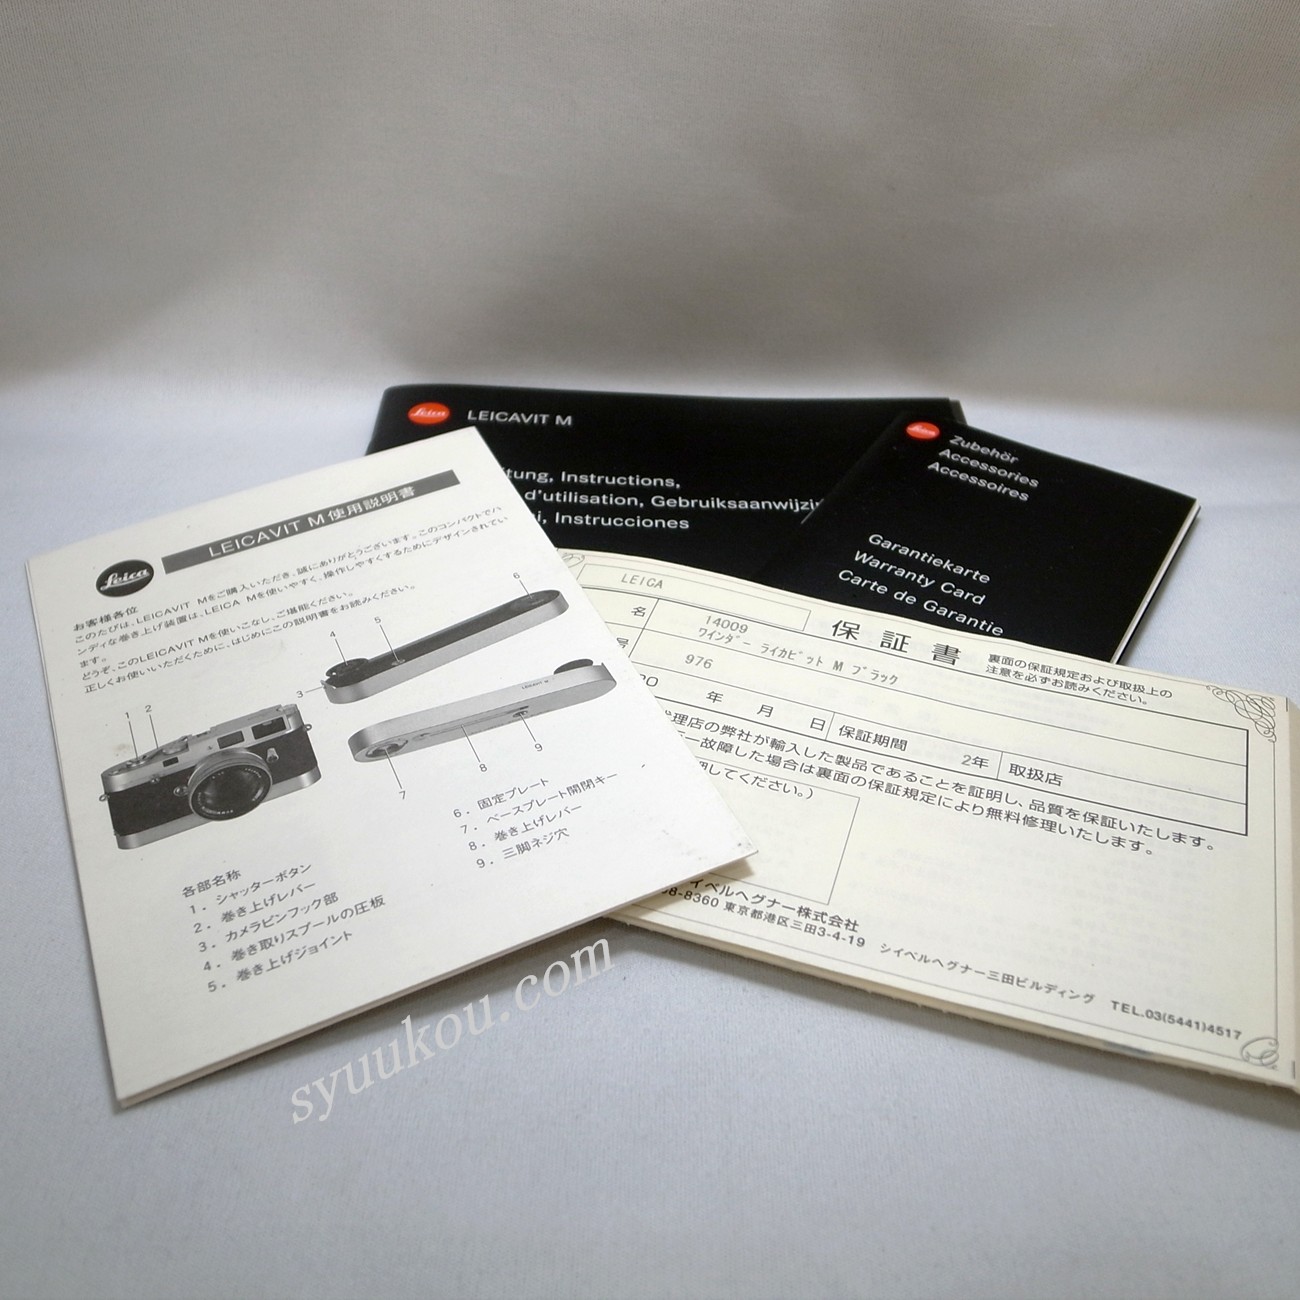 Leica
LEICAVIT M
tung, Instructions,
d'utilisation, Gebruiksaanwijzi
i, Instrucciones
Leica
Zubehör
Accessories
Accessoires
Garantiekarte
Warranty Card
Carte de Garantie
Leica
LEICAVIT M使用説明書
お客様各位
このたびは、LEICAVIT Mをご購入いただき、誠にありがとうございます。このコンパクトでハ
ンディな巻き上げ装置は、LEICA Mを使いやすく、操作しやすくするためにデザインされてい
ます。
どうぞ、このLEICAVIT Mを使いこなし、ご堪能ください。
正しくお使いいただくために、はじめにこの説明書をお読みください。
1 2 3 4 5 6
7 8 9
LEICAVIT M
各部名称
1. シャッターボタン
2. 巻き上げレバー
3. カメラピンフック部
4. 巻き取りスプールの圧板
5. 巻き上げジョイント
6. 固定プレート
7. ベースプレート開閉キー
8. 巻き上げレバー
9. 三脚ネジ穴
LEICA
保証書
裏面の保証規定および取扱上の
注意を必ずお読みください。
名 14009
ワインダー ライカビット M ブラック
号 976
20 年 月 日 保証期間 2年 取扱店
理店の弊社が輸入した製品であることを証明し、品質を保証いたします。
一故障した場合は裏面の保証規定により無料修理いたします。
押してください。)
イベルヘグナー株式会社
08-8360 東京都港区三田3-4-19 シイベルヘグナー三田ビルディング TEL.03(5441)4517
syuukou.com